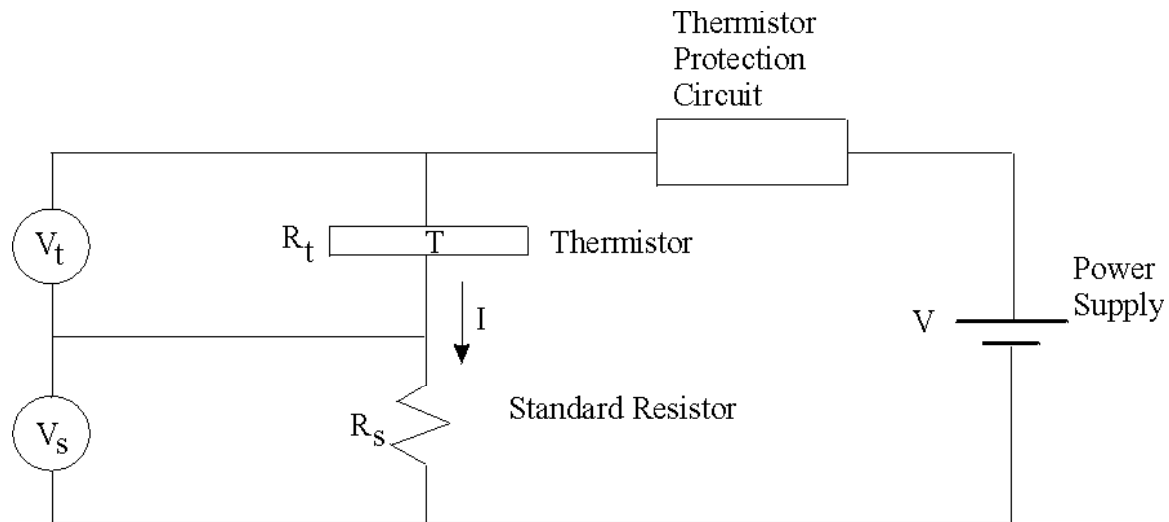 Thermistor
Protection
Circuit
Vt
Rt
T
Thermistor
I
Power
Supply
V
Standard Resistor
Vs
Rs